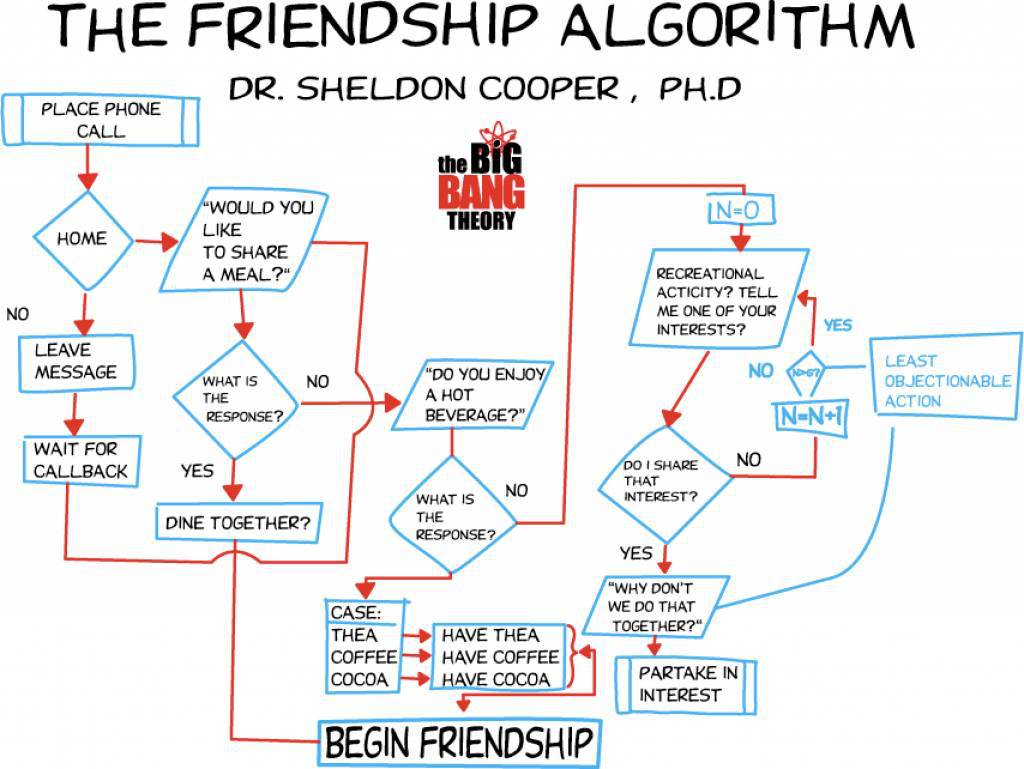 THE FRIENDSHIP ALGORITHM
DR. SHELDON COOPER , PH.D
PLACE PHONE
CALL
the BIG
BANG
THEORY
HOME
"WOULD YOU
LIKE
TO SHARE
A MEAL?"
NO
LEAVE
MESSAGE
WAIT FOR
CALLBACK
WHAT IS
THE
RESPONSE?
NO
YES
DINE TOGETHER?
"DO YOU ENJOY
A HOT
BEVERAGE?"
WHAT IS
THE
RESPONSE?
NO
CASE:
THEA
COFFEE
COCOA
HAVE THEA
HAVE COFFEE
HAVE COCOA
BEGIN FRIENDSHIP
N=0
RECREATIONAL
ACTICITY? TELL
ME ONE OF YOUR
INTERESTS?
YES
NO
N>6?
LEAST
OBJECTIONABLE
ACTION
N=N+1
DO I SHARE
THAT
INTEREST?
NO
YES
"WHY DON'T
WE DO THAT
TOGETHER?"
PARTAKE IN
INTEREST